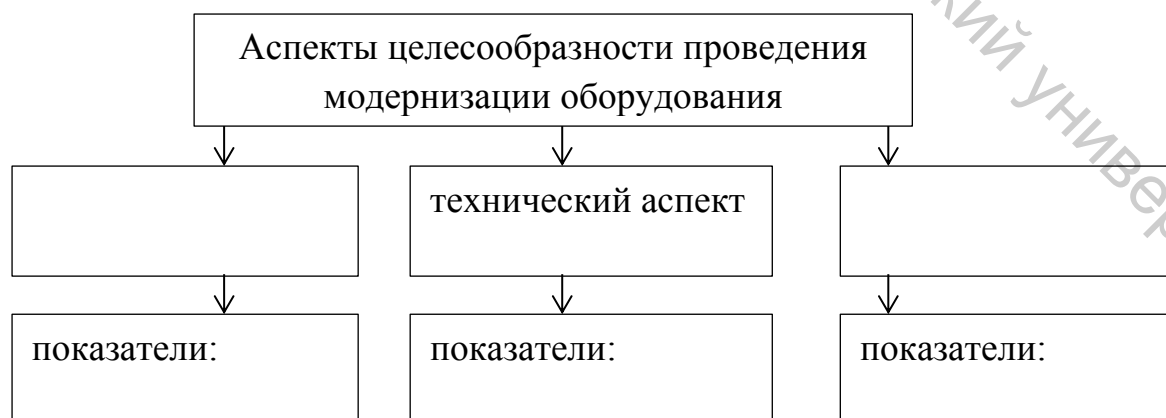 Аспекты целесообразности проведения
модернизации оборудования
технический аспект
показатели:
показатели:
показатели: